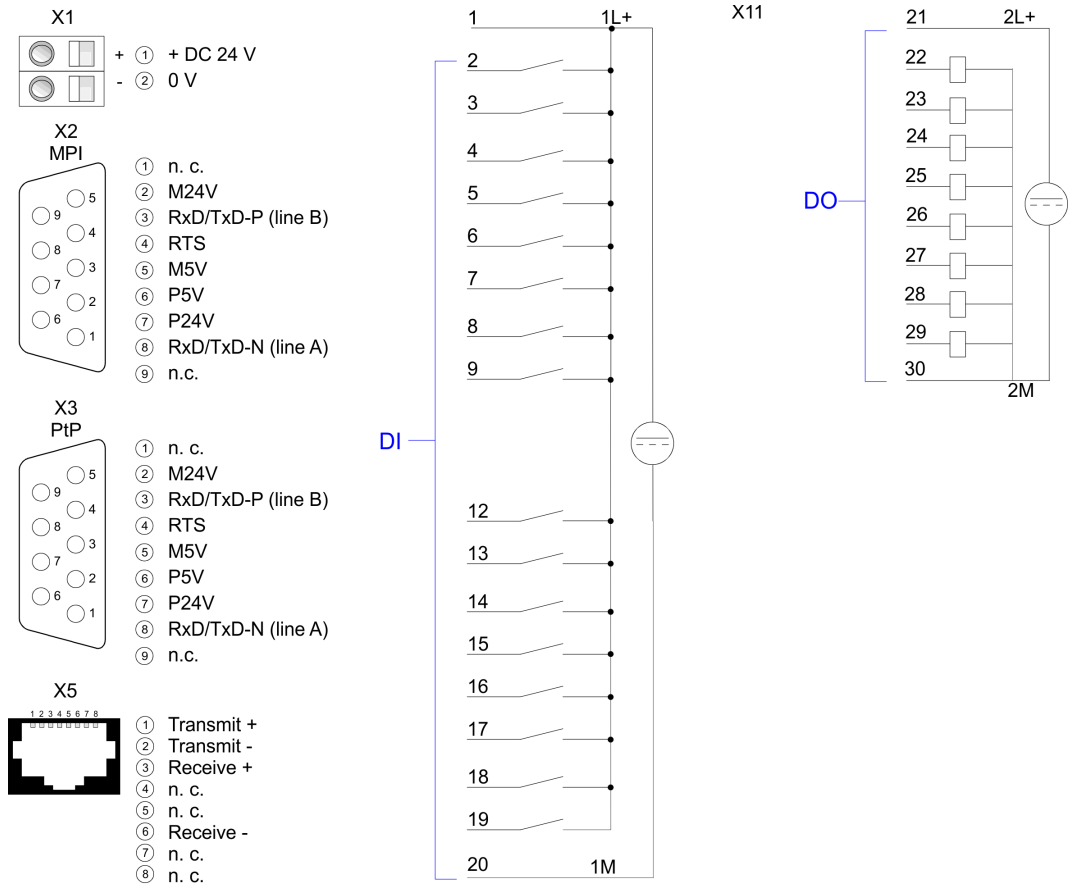 X1
+ ① + DC 24 V
- ② 0 V
X2
MPI
5
9
4
8
3
7
2
6
1
① n. c.
② M24V
③ RxD/TxD-P (line B)
④ RTS
⑤ M5V
⑥ P5V
⑦ P24V
⑧ RxD/TxD-N (line A)
⑨ n.c.
X3
PtP
5
9
4
8
3
7
2
6
1
① n. c.
② M24V
③ RxD/TxD-P (line B)
④ RTS
⑤ M5V
⑥ P5V
⑦ P24V
⑧ RxD/TxD-N (line A)
⑨ n.c.
X5
1 2 3 4 5 6 7 8
① Transmit +
② Transmit -
③ Receive +
④ n. c.
⑤ n. c.
⑥ Receive -
⑦ n. c.
⑧ n. c.
X11
1 1L+
2
3
4
5
6
7
8
9
DI
12
13
14
15
16
17
18
19
20 1M
21 2L+
22
23
24
25
DO
26
27
28
29
30
2M